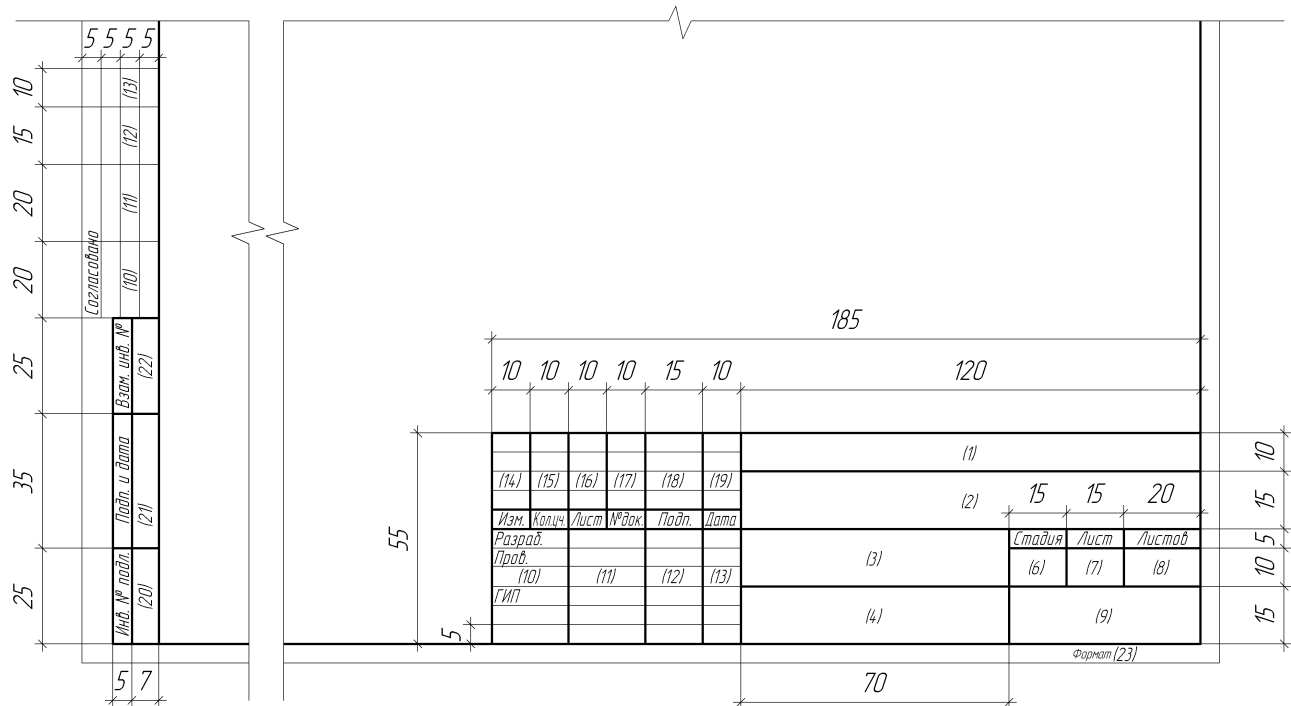 5 5 5 5
10
15
20
20
25
35
25
(13)
(12)
(11)
(10)
Согласовано
Взам. инв. №
(22)
Подп. и дата
(21)
Инв. № подл.
(20)
5 7
185
10 10 10 10 15 10 120
55
5
(1)
(14) (15) (16) (17) (18) (19)
(2)
15 15 20
Изм. Кол.уч. Лист №док. Подп. Дата
Разраб.
Стадия Лист Листов
Пров.
(3)
(10) (11) (12) (13)
(6) (7) (8)
ГИП
(4)
(9)
Формат (23)
70
10
15
5
10
15